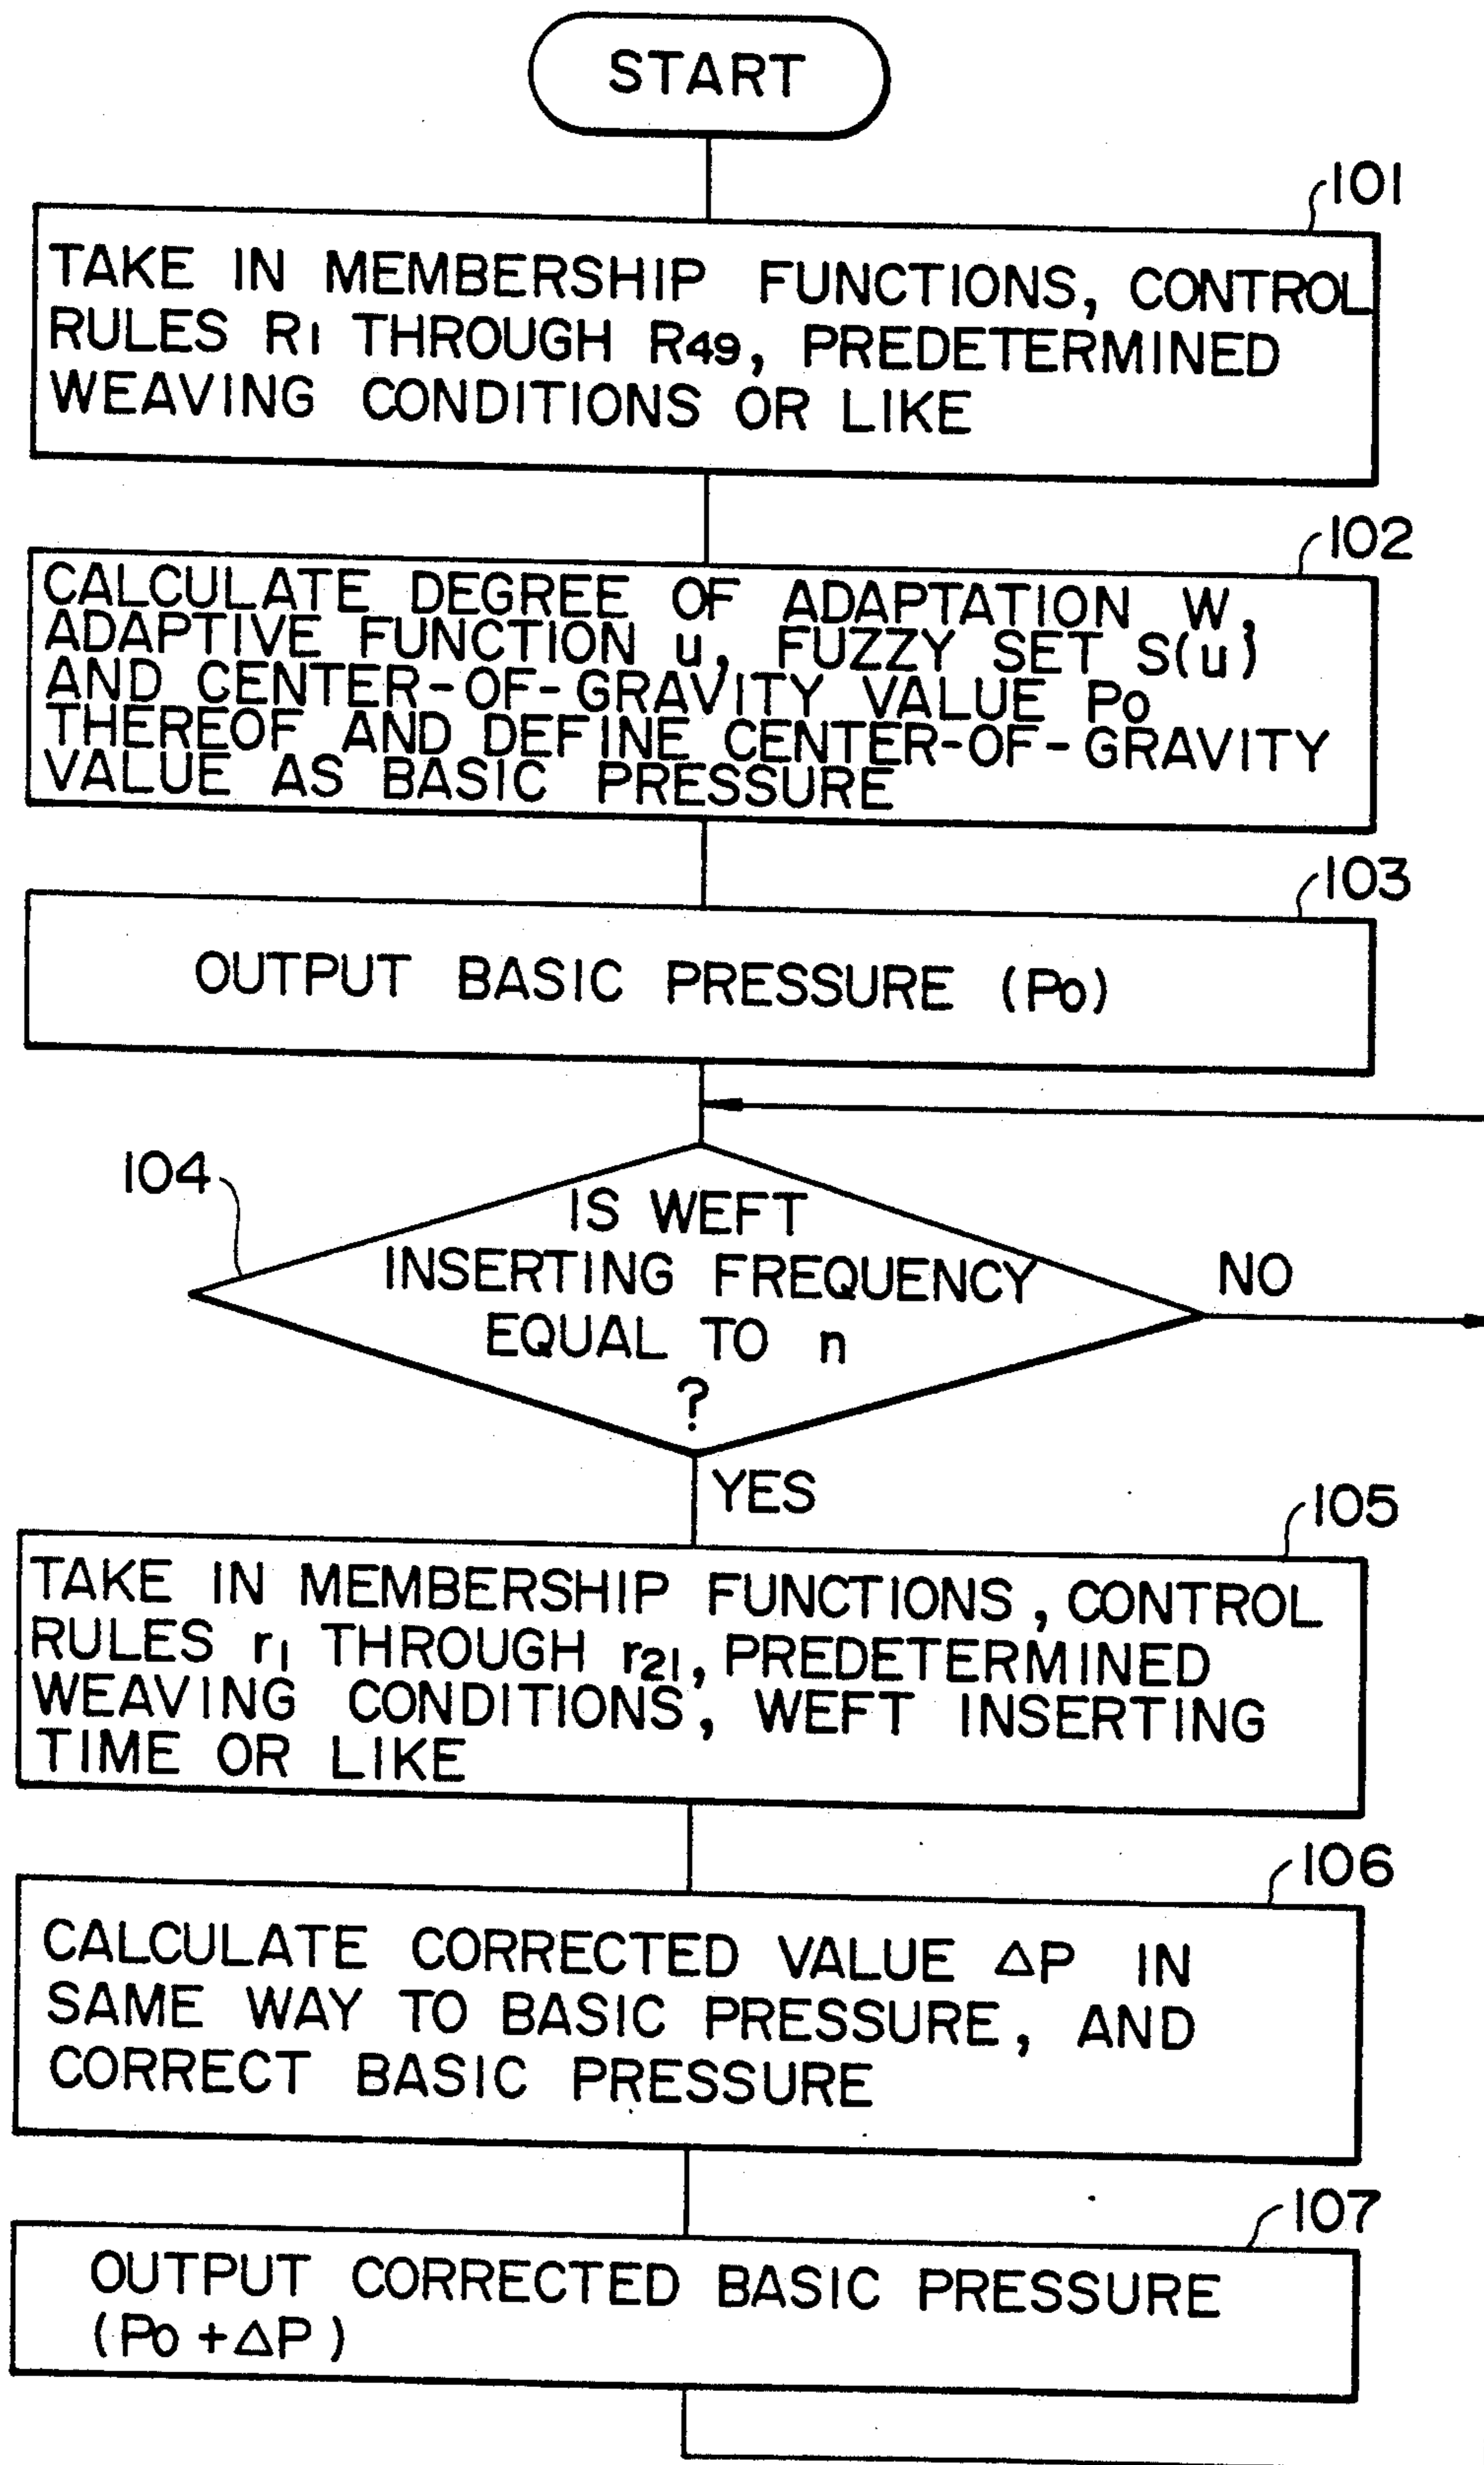 START
101
TAKE IN MEMBERSHIP FUNCTIONS, CONTROL
RULES R1 THROUGH R49, PREDETERMINED
WEAVING CONDITIONS OR LIKE
102
CALCULATE DEGREE OF ADAPTATION W,
ADAPTIVE FUNCTION u, FUZZY SET S(u)
AND CENTER-OF-GRAVITY VALUE Po
THEREOF AND DEFINE CENTER-OF-GRAVITY
VALUE AS BASIC PRESSURE
103
OUTPUT BASIC PRESSURE (Po)
104
IS WEFT
INSERTING FREQUENCY
EQUAL TO n
?
NO
YES
105
TAKE IN MEMBERSHIP FUNCTIONS, CONTROL
RULES r1 THROUGH r21, PREDETERMINED
WEAVING CONDITIONS, WEFT INSERTING
TIME OR LIKE
106
CALCULATE CORRECTED VALUE ΔP IN
SAME WAY TO BASIC PRESSURE, AND
CORRECT BASIC PRESSURE
107
OUTPUT CORRECTED BASIC PRESSURE
(Po + ΔP)